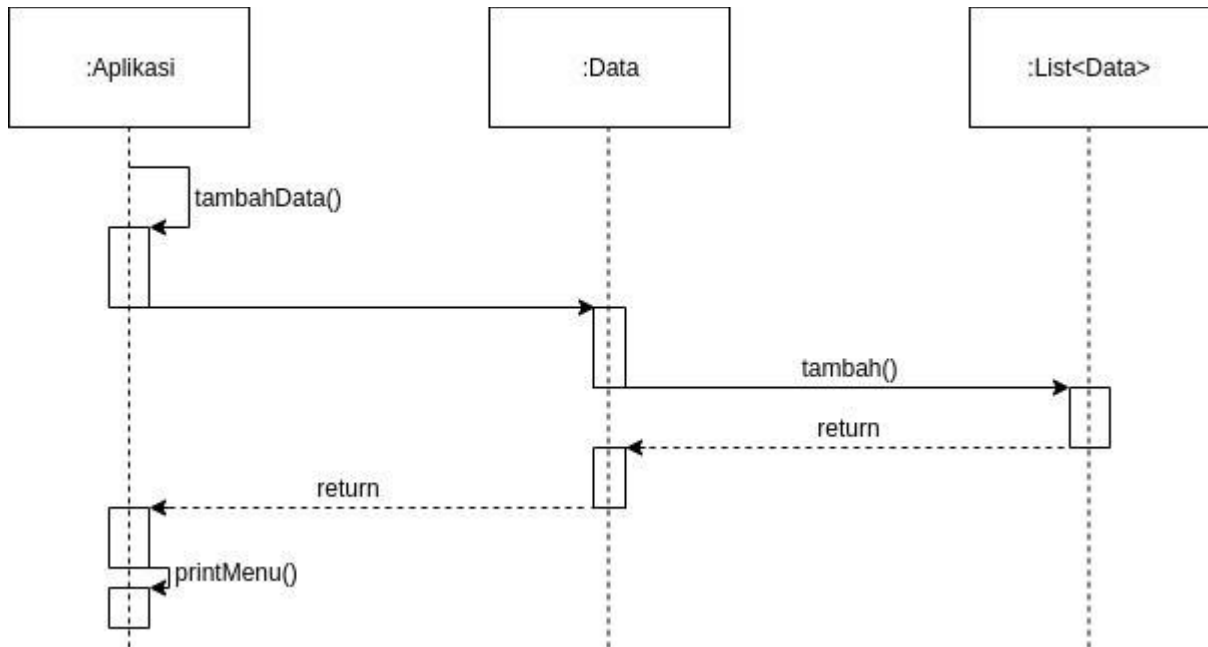 :Aplikasi
:Data
:List<Data>
tambahData()
tambah()
return
return
printMenu()